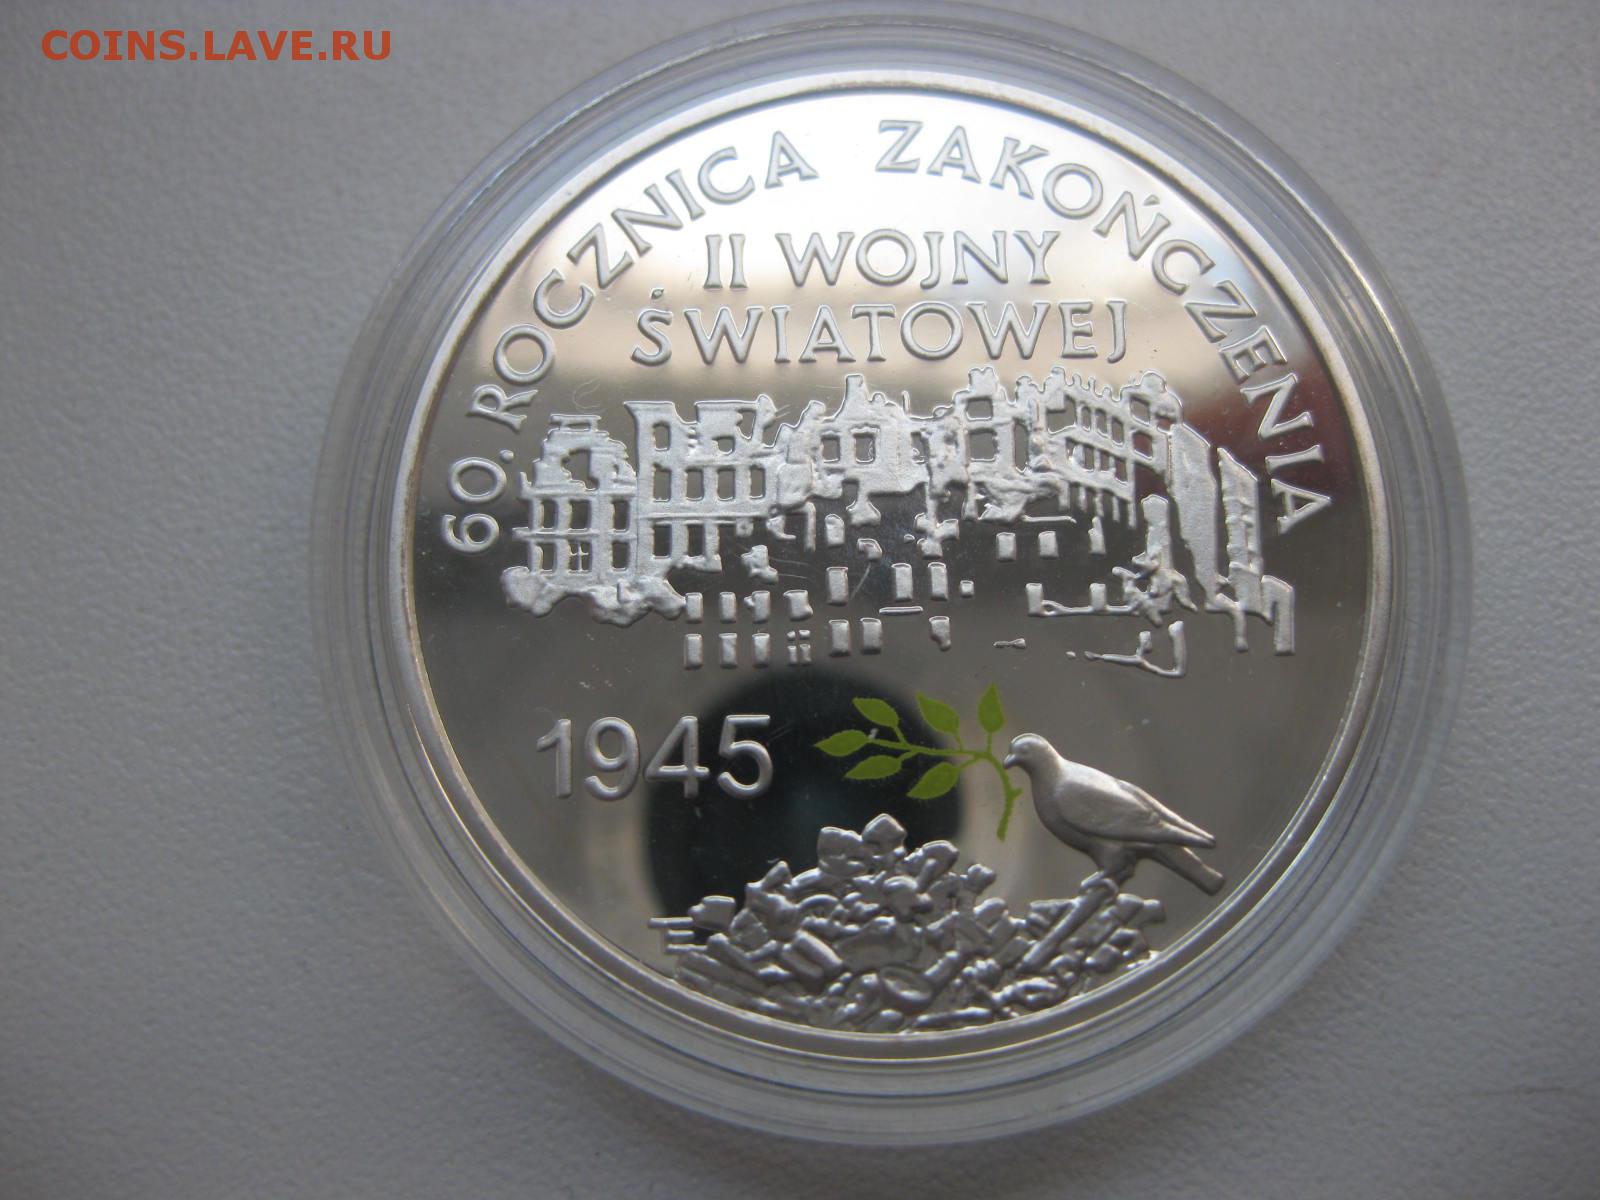 COINS.LAVE.RU
60. ROCZNICA ZAKOŃCZENIA
II WOJNY
ŚWIATOWEJ
1945